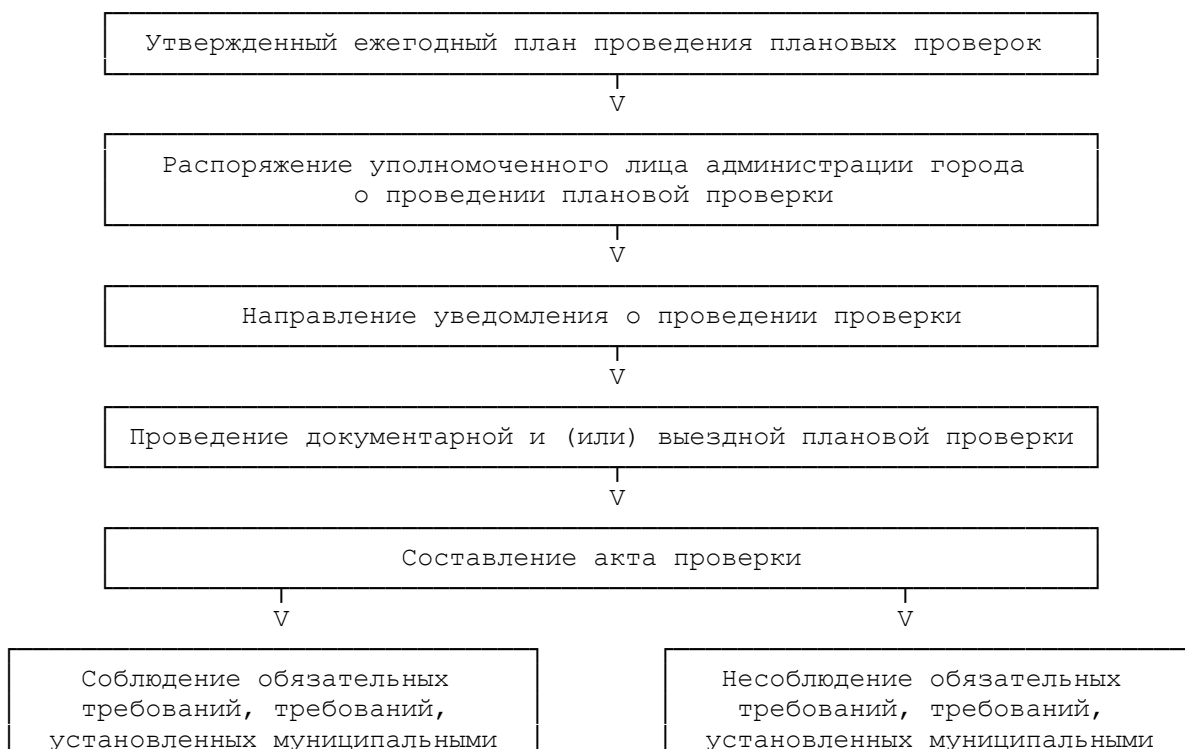 Утвержденный ежегодный план проведения плановых проверок
V
Распоряжение уполномоченного лица администрации города
о проведении плановой проверки
V
Направление уведомления о проведении проверки
V
Проведение документарной и (или) выездной плановой проверки
V
Составление акта проверки
V V
Соблюдение обязательных
требований, требований,
установленных муниципальными
Несоблюдение обязательных
требований, требований,
установленных муниципальными